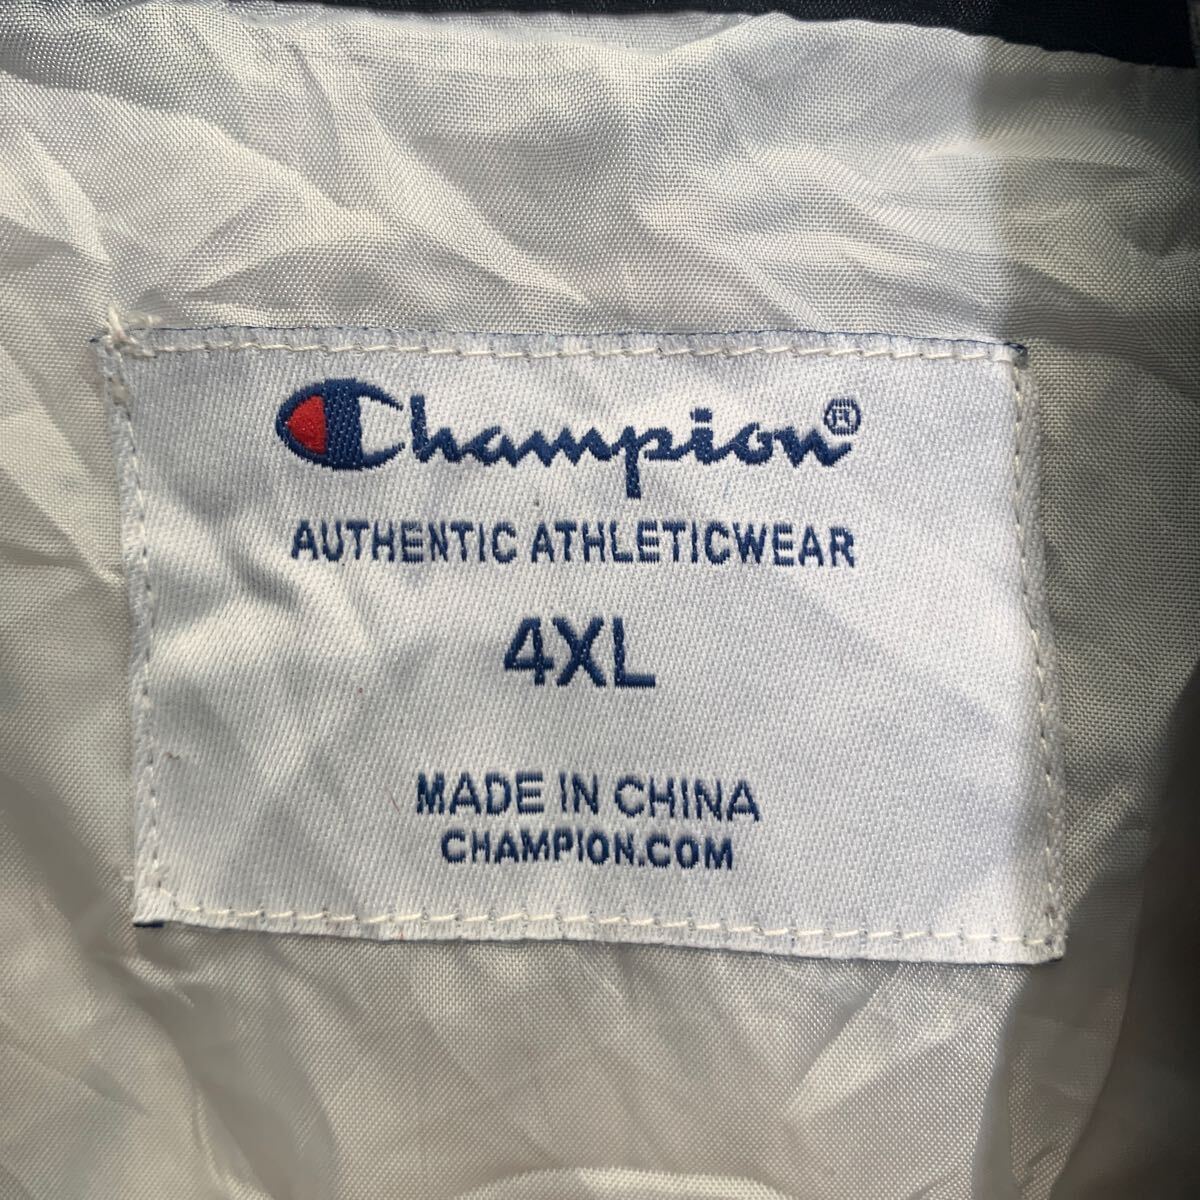 Champion®
AUTHENTIC ATHLETICWEAR
4XL
MADE IN CHINA
CHAMPION.COM